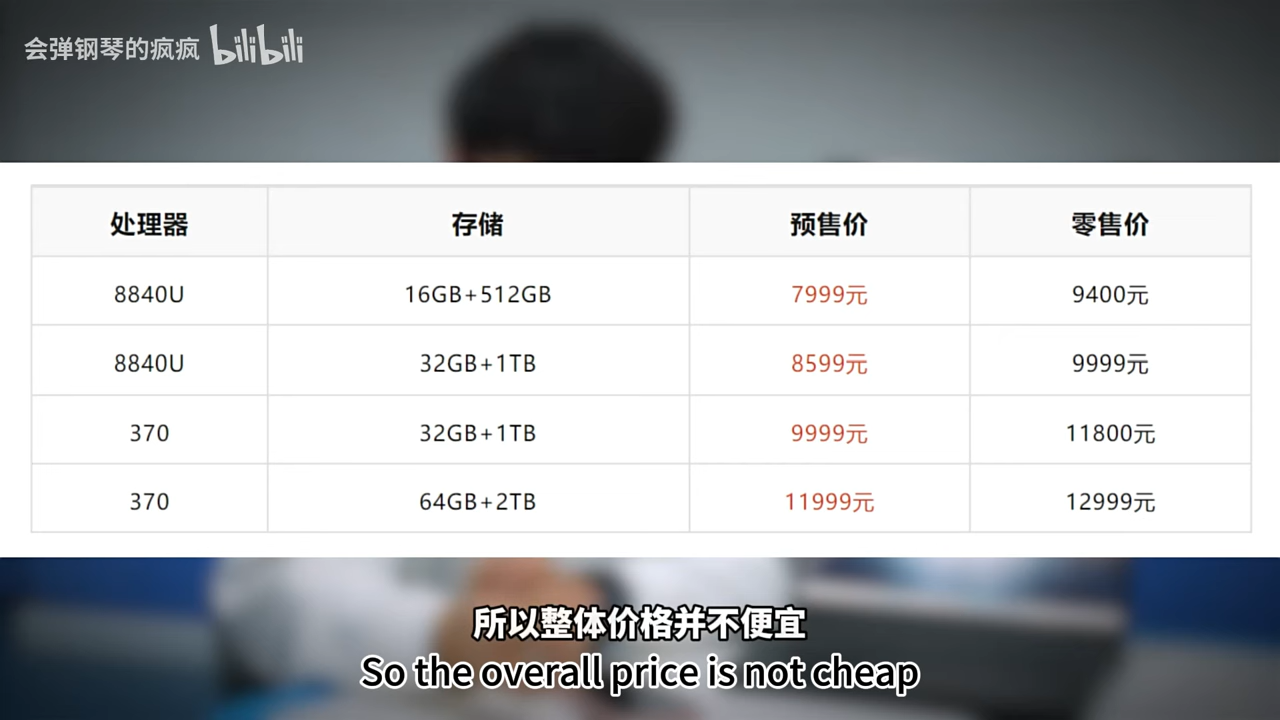 会弹钢琴的疯疯 bilibili
处理器 存储 预售价 零售价
8840U 16GB+512GB 7999元 9400元
8840U 32GB+1TB 8599元 9999元
370 32GB+1TB 9999元 11800元
370 64GB+2TB 11999元 12999元
所以整体价格并不便宜
So the overall price is not cheap